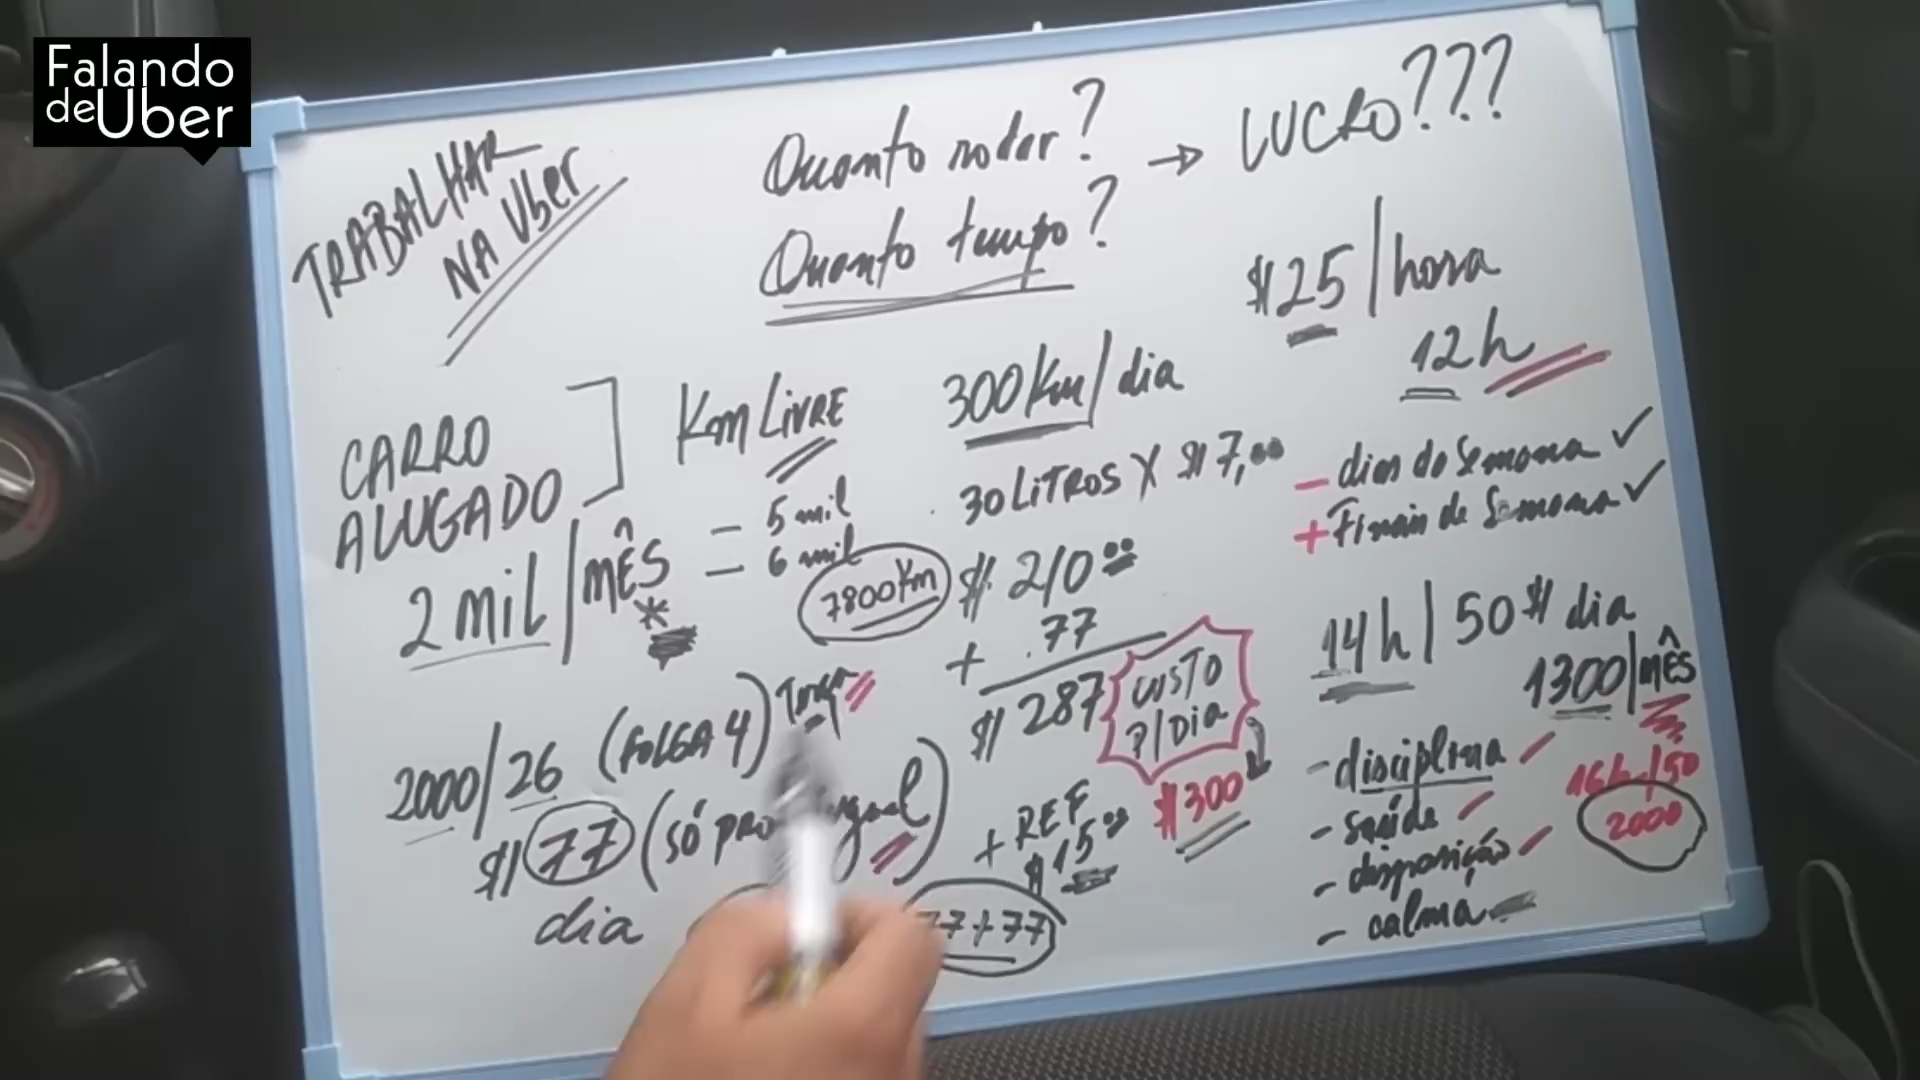 Falando
deUber
TRABALHAR
NA Uber
Quanto rodar?
Quanto tempo?
→ LUCRO???
$25/hora
12h
CARRO
ALUGADO
Km LiVRE
300Km/dia
2 MiL/MÊS
*
= 5 mil
= 6 mil
7800Km
30 LiTROS X $7,00
$ 210,00
+ 77
$ 287
CUSTO
P/DiA
$300
+ REF
$ 15,00
77+77
2000/26 (FOLGA 4)
$77 (Só
dia
- dias de Semana ✓
+ Finais de Semana ✓
14h/50$ dia
1300/MÊS
- disciplina
- Saúde
- disposição
- calma
16h/50
2000